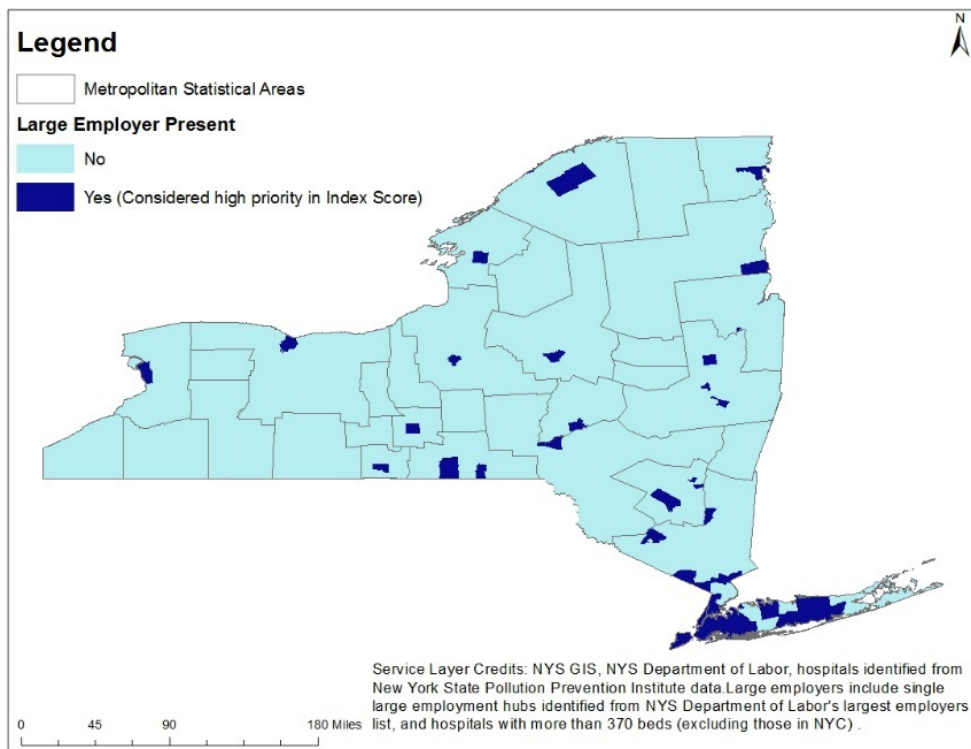 Legend
Metropolitan Statistical Areas
Large Employer Present
No
Yes (Considered high priority in Index Score)
N
Service Layer Credits: NYS GIS, NYS Department of Labor, hospitals identified from
New York State Pollution Prevention Institute data.Large employers include single
large employment hubs identified from NYS Department of Labor's largest employers
list, and hospitals with more than 370 beds (excluding those in NYC) .
0 45 90 180 Miles